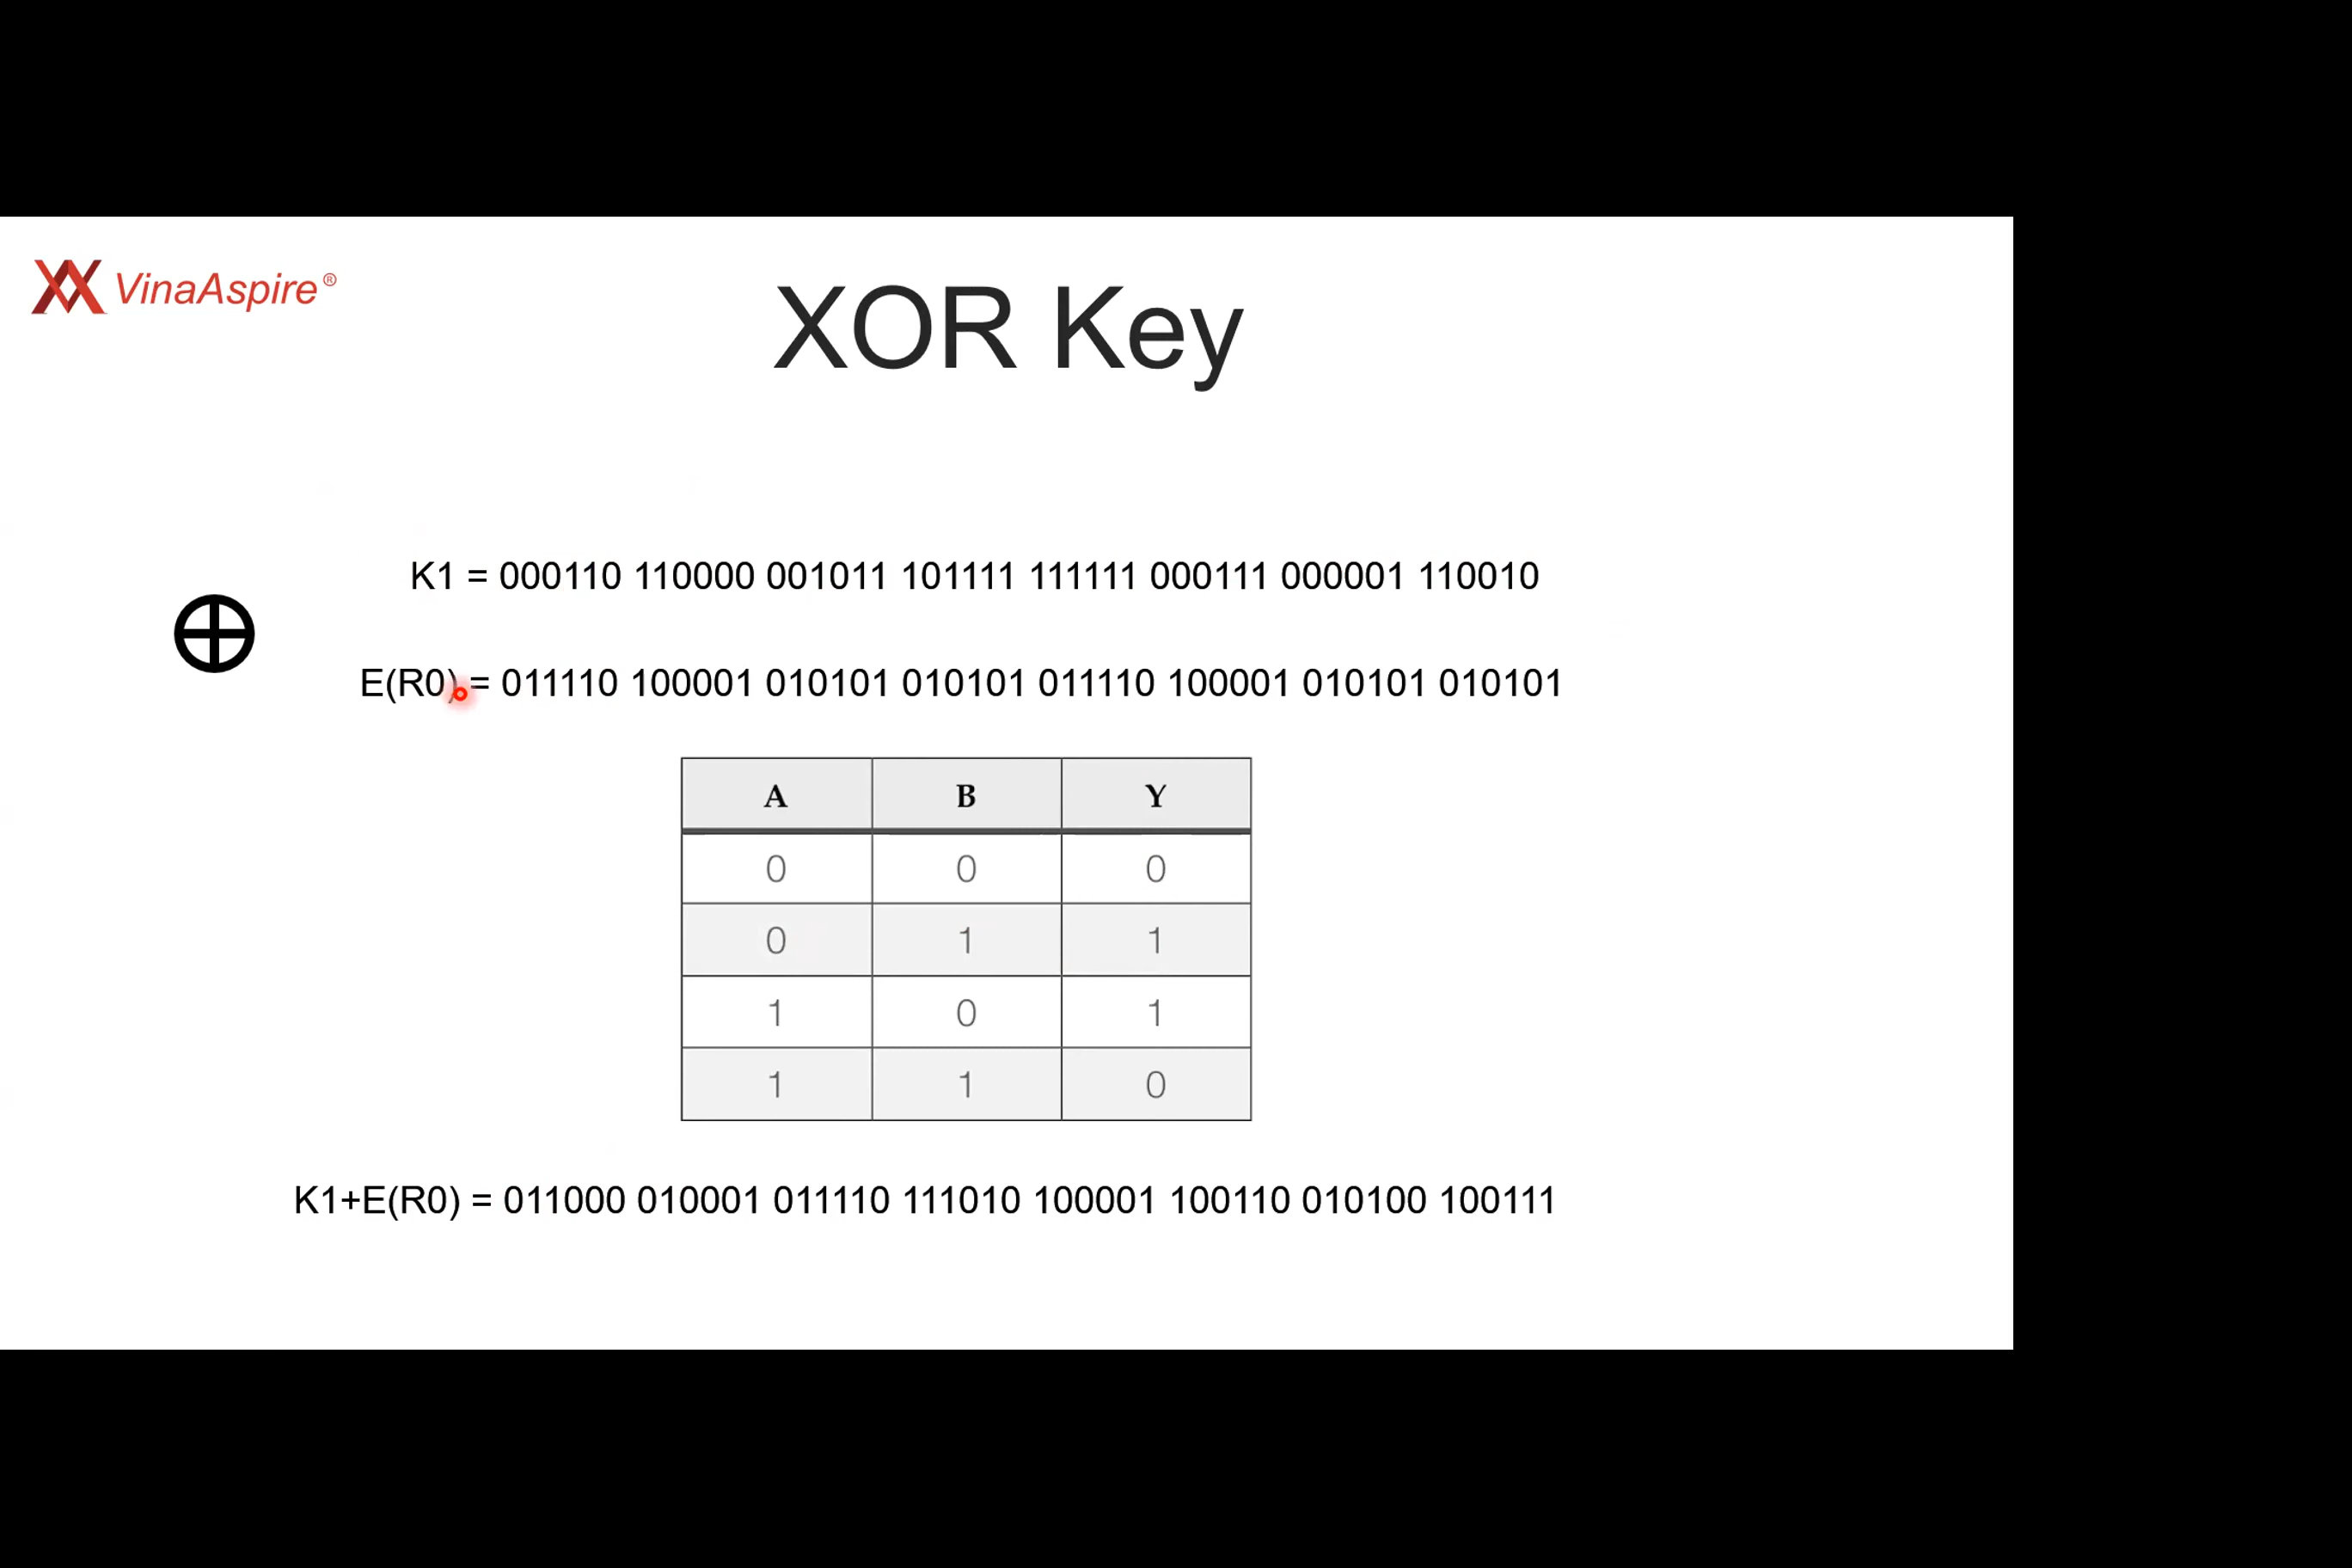 VinaAspire®
XOR Key
K1 = 000110 110000 001011 101111 111111 000111 000001 110010
E(R0) = 011110 100001 010101 010101 011110 100001 010101 010101
A B Y
0 0 0
0 1 1
1 0 1
1 1 0
K1+E(R0) = 011000 010001 011110 111010 100001 100110 010100 100111